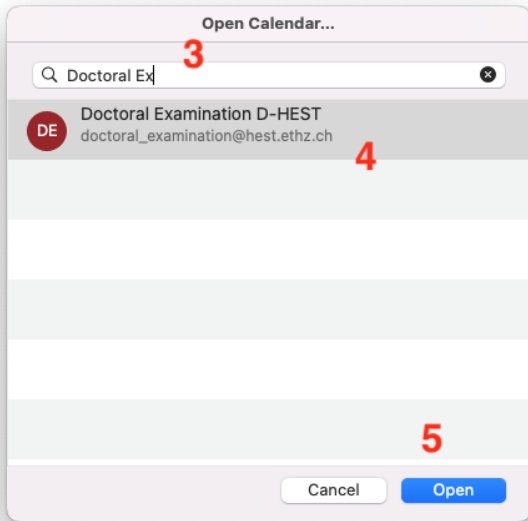 Open Calendar...
3
Doctoral Ex
DE
Doctoral Examination D-HEST
doctoral_examination@hest.ethz.ch
4
5
Cancel
Open